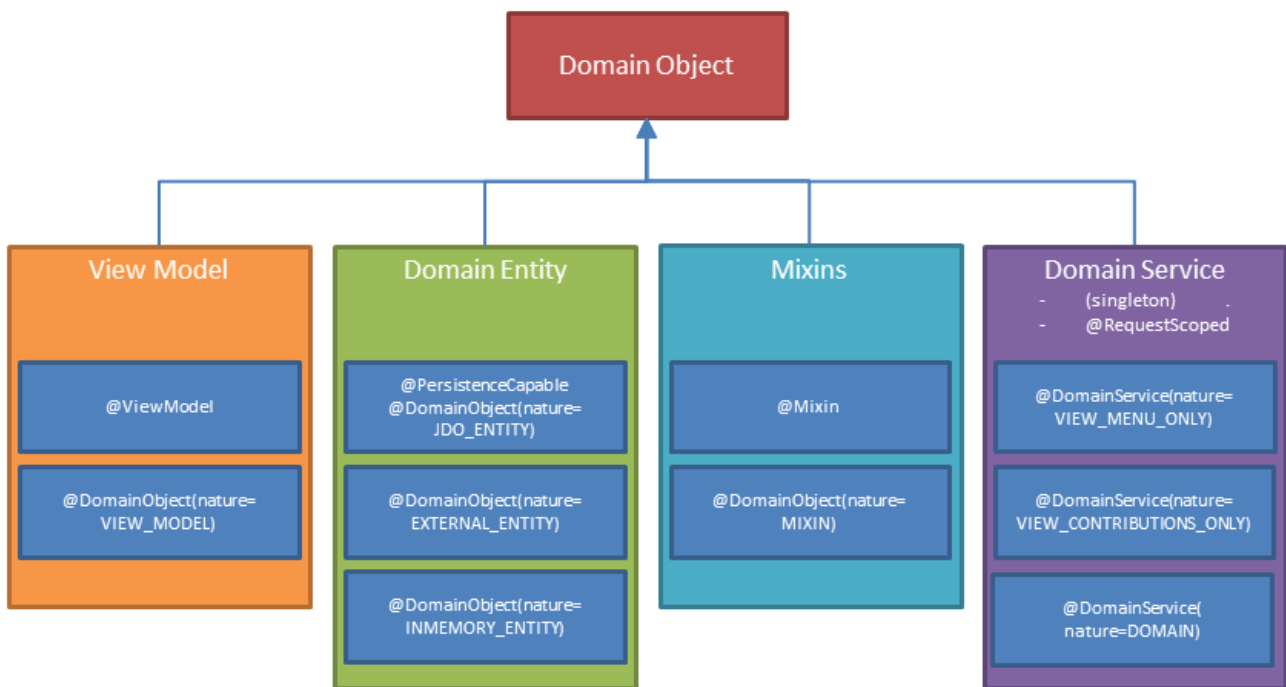 Domain Object
View Model
@ViewModel
@DomainObject(nature=
VIEW_MODEL)
Domain Entity
@PersistenceCapable
@DomainObject(nature=
JDO_ENTITY)
@DomainObject(nature=
EXTERNAL_ENTITY)
@DomainObject(nature=
INMEMORY_ENTITY)
Mixins
@Mixin
@DomainObject(nature=
MIXIN)
Domain Service
- (singleton) .
- @RequestScoped
@DomainService(nature=
VIEW_MENU_ONLY)
@DomainService(nature=
VIEW_CONTRIBUTIONS_ONLY)
@DomainService(
nature=DOMAIN)